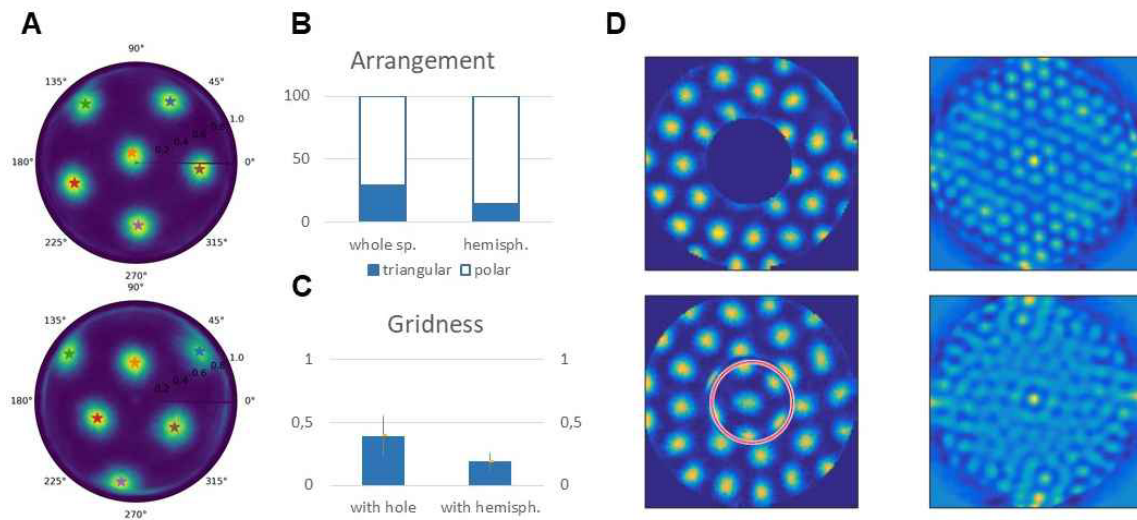 A
90°
135°
45°
1.0
0.8
0.6
0.4
0.2
180°
0°
225°
315°
270°
90°
135°
45°
1.0
0.8
0.6
0.4
0.2
180°
0°
225°
315°
270°
B
Arrangement
100
50
0
whole sp.
hemisph.
triangular
polar
C
Gridness
1
1
0,5
0,5
0
0
with hole
with hemisph.
D